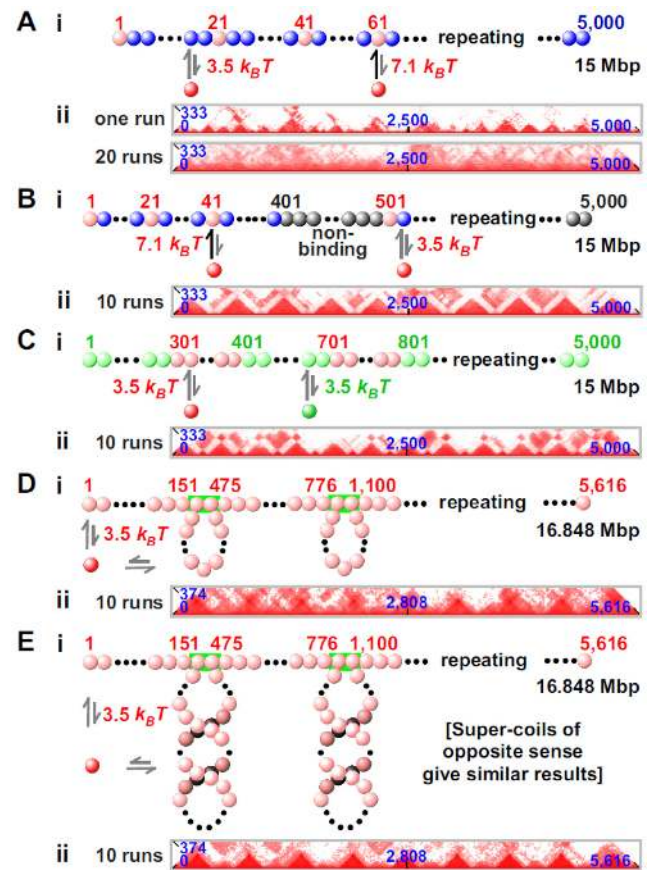 A i 1 21 41 61 5,000
repeating
3.5 kBT 7.1 kBT 15 Mbp
ii one run 333 0 2,500 5,000
20 runs 333 0 2,500 5,000
B i 1 21 41 401 501 5,000
repeating
7.1 kBT non-binding 3.5 kBT 15 Mbp
ii 10 runs 333 0 2,500 5,000
C i 1 301 401 701 801 5,000
repeating
3.5 kBT 3.5 kBT 15 Mbp
ii 10 runs 333 0 2,500 5,000
D i 1 151 475 776 1,100 5,616
repeating
3.5 kBT 16.848 Mbp
ii 10 runs 374 0 2,808 5,616
E i 1 151 475 776 1,100 5,616
repeating
16.848 Mbp
3.5 kBT
[Super-coils of
opposite sense
give similar results]
ii 10 runs 374 0 2,808 5,616